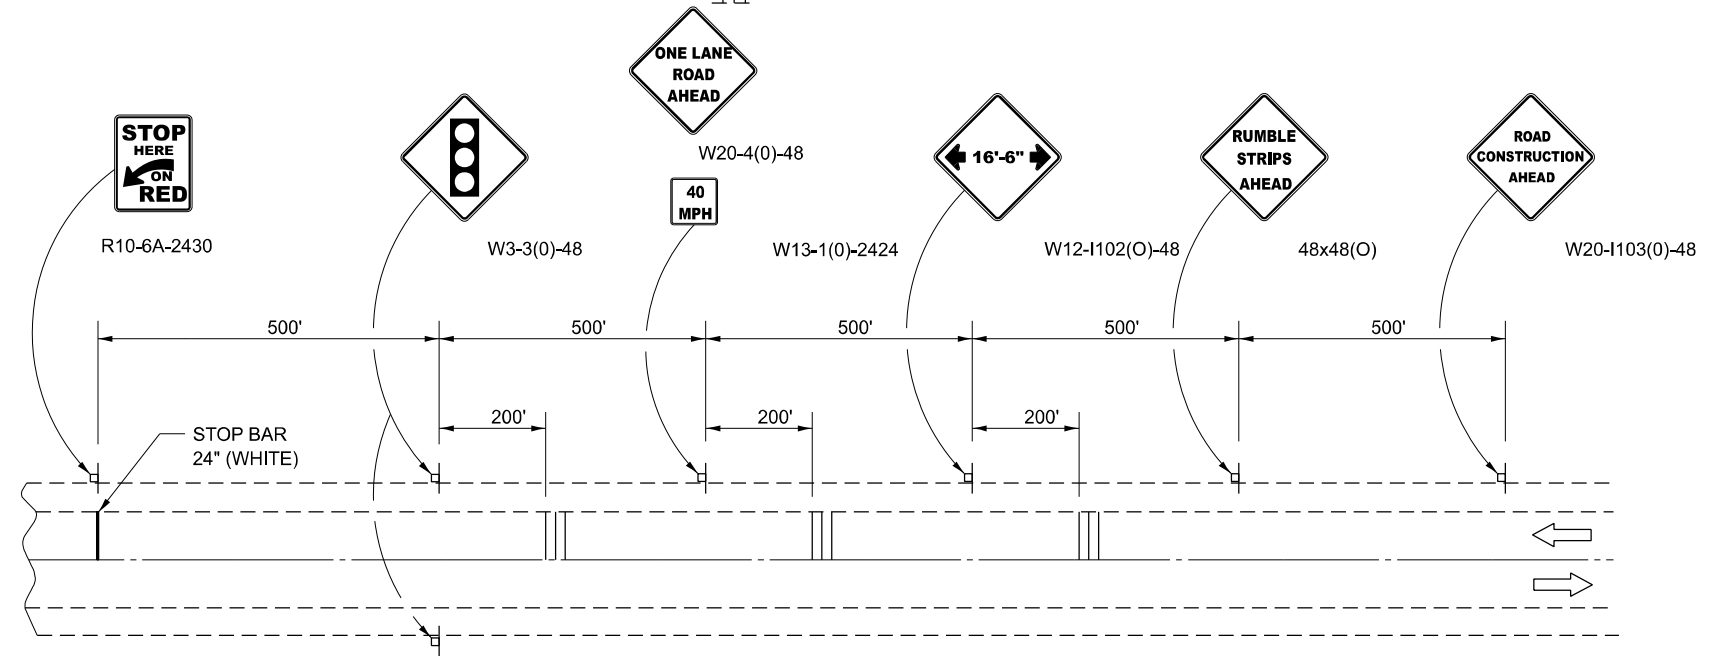 ONE LANE
ROAD
AHEAD
W20-4(0)-48
STOP
HERE
ON
RED
R10-6A-2430
W3-3(0)-48
40
MPH
W13-1(0)-2424
16'-6"
W12-I102(O)-48
RUMBLE
STRIPS
AHEAD
48x48(O)
ROAD
CONSTRUCTION
AHEAD
W20-I103(0)-48
500'
500'
500'
500'
500'
200'
200'
200'
STOP BAR
24" (WHITE)